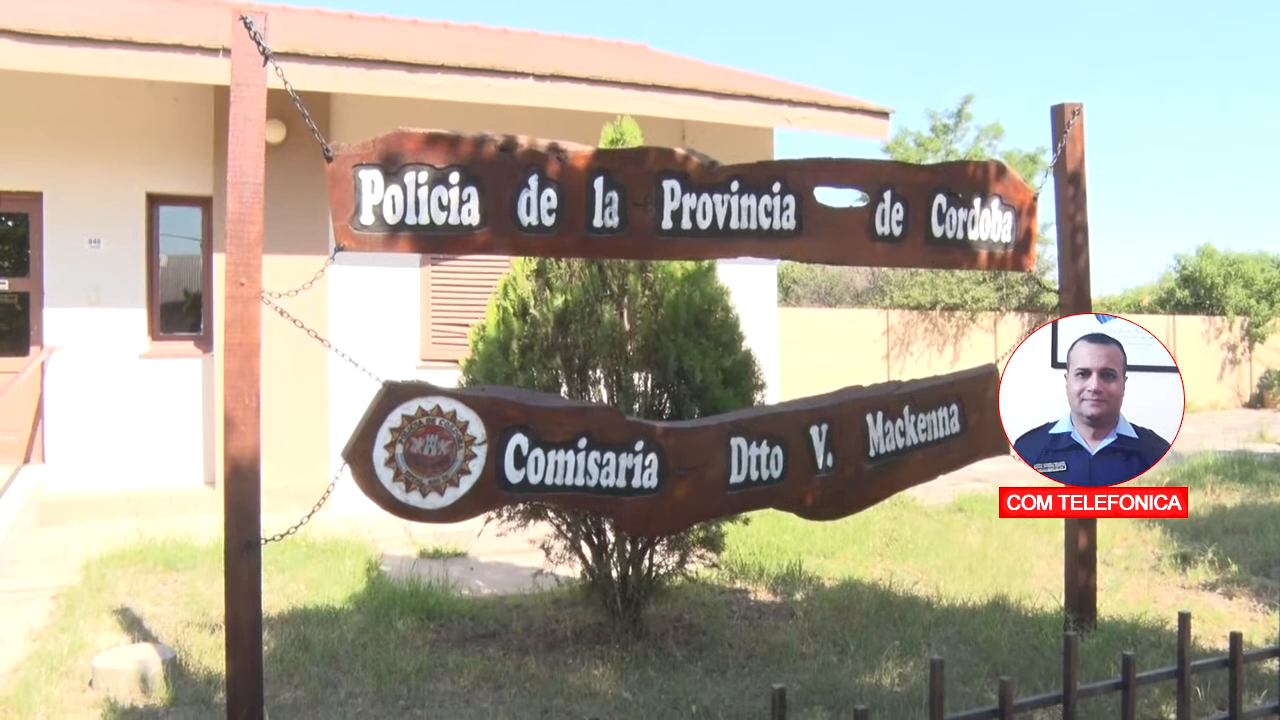 Policia de la Provincia de Cordoba
Comisaria Dtto V. Mackenna
COM TELEFONICA